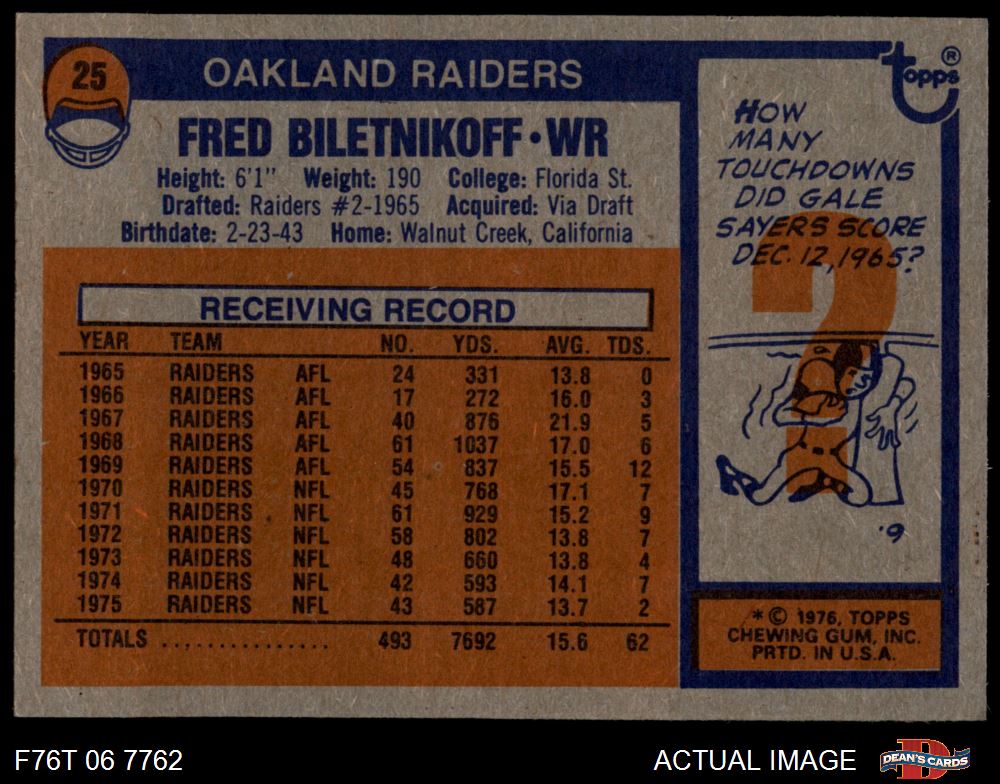 25
OAKLAND RAIDERS
FRED BILETNIKOFF•WR
Height: 6'1" Weight: 190 College: Florida St.
Drafted: Raiders #2-1965 Acquired: Via Draft
Birthdate: 2-23-43 Home: Walnut Creek, California
RECEIVING RECORD
YEAR TEAM NO. YDS. AVG. TDS.
1965 RAIDERS AFL 24 331 13.8 0
1966 RAIDERS AFL 17 272 16.0 3
1967 RAIDERS AFL 40 876 21.9 5
1968 RAIDERS AFL 61 1037 17.0 6
1969 RAIDERS AFL 54 837 15.5 12
1970 RAIDERS NFL 45 768 17.1 7
1971 RAIDERS NFL 61 929 15.2 9
1972 RAIDERS NFL 58 802 13.8 7
1973 RAIDERS NFL 48 660 13.8 4
1974 RAIDERS NFL 42 593 14.1 7
1975 RAIDERS NFL 43 587 13.7 2
TOTALS ............... 493 7692 15.6 62
topps ®
HOW
MANY
TOUCHDOWNS
DID GALE
SAYERS SCORE
DEC. 12, 1965?
?
6.
*© 1976, TOPPS
CHEWING GUM, INC.
PRTD. IN U.S.A.
F76T 06 7762
ACTUAL IMAGE
D
DEAN'S CARDS